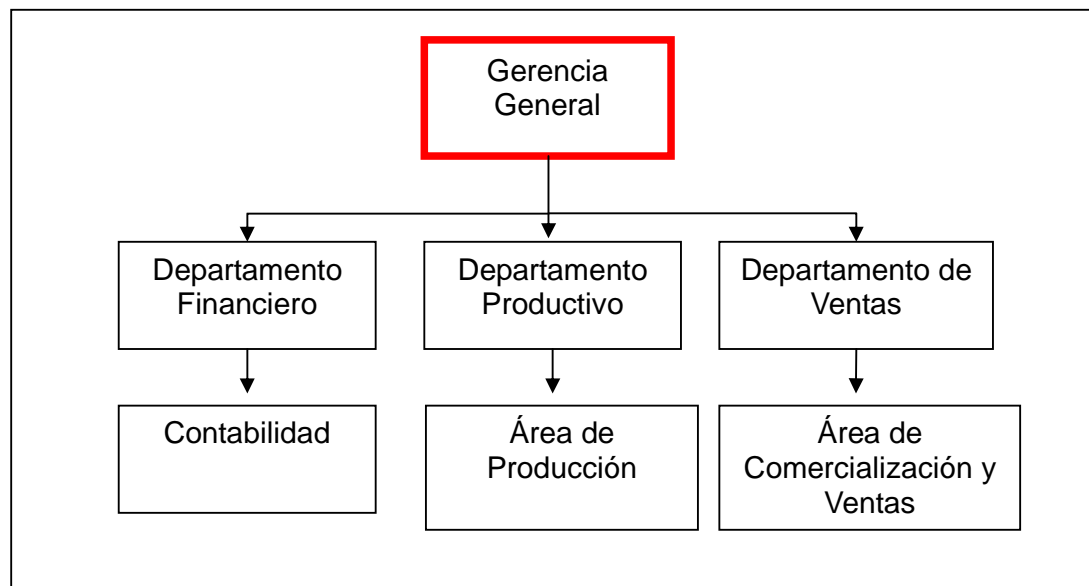 Gerencia
General
Departamento
Financiero
Departamento
Productivo
Departamento de
Ventas
Contabilidad
Área de
Producción
Área de
Comercialización y
Ventas